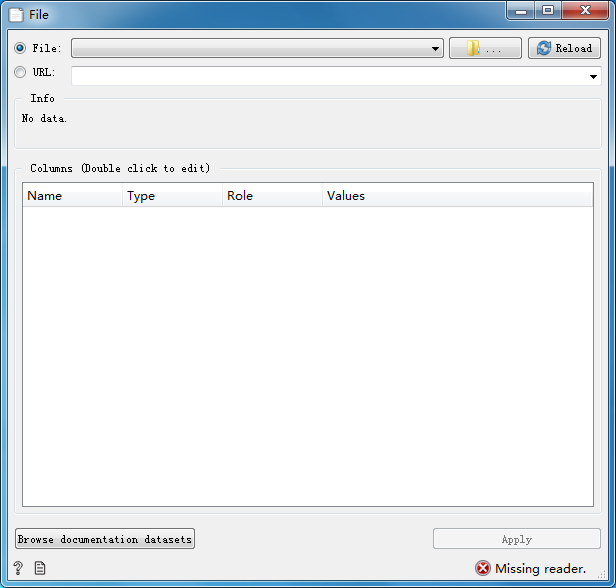 File
File: ... Reload
URL:
Info
No data.
Columns (Double click to edit)
Name Type Role Values
Browse documentation datasets Apply
? Missing reader.